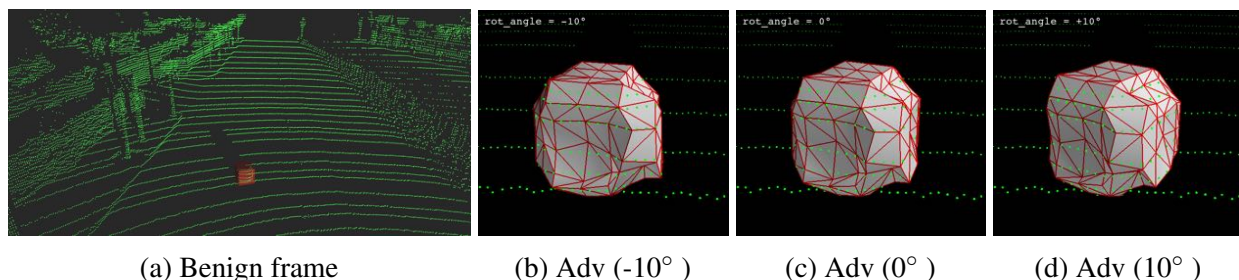 rot_angle = -10°
rot_angle = 0°
rot_angle = +10°
(a) Benign frame
(b) Adv (-10° )
(c) Adv (0° )
(d) Adv (10° )